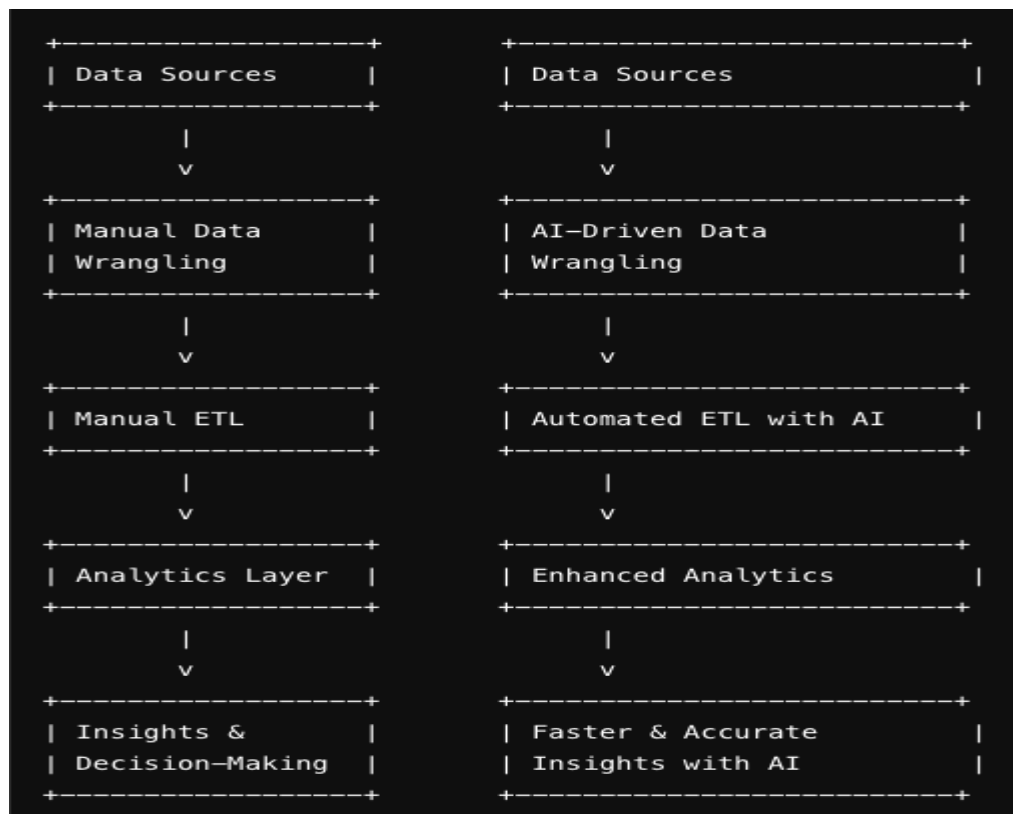 +------------------+       +--------------------------+
| Data Sources     |       | Data Sources              |
+------------------+       +--------------------------+
        |                        |
        v                        v
+------------------+       +--------------------------+
| Manual Data      |       | AI-Driven Data           |
| Wrangling        |       | Wrangling                |
+------------------+       +--------------------------+
        |                        |
        v                        v
+------------------+       +--------------------------+
| Manual ETL       |       | Automated ETL with AI     |
+------------------+       +--------------------------+
        |                        |
        v                        v
+------------------+       +--------------------------+
| Analytics Layer  |       | Enhanced Analytics        |
+------------------+       +--------------------------+
        |                        |
        v                        v
+------------------+       +--------------------------+
| Insights &       |       | Faster & Accurate         |
| Decision-Making  |       | Insights with AI          |
+------------------+       +--------------------------+